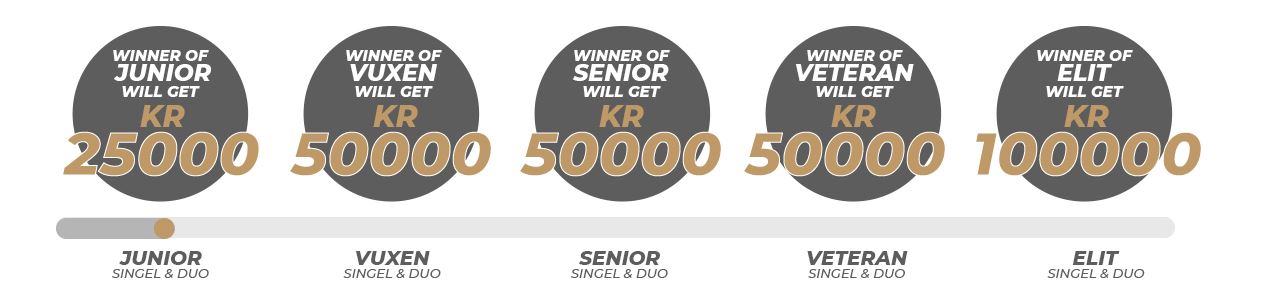 WINNER OF
JUNIOR
WILL GET
KR
25000
WINNER OF
VUXEN
WILL GET
KR
50000
WINNER OF
SENIOR
WILL GET
KR
50000
WINNER OF
VETERAN
WILL GET
KR
50000
WINNER OF
ELIT
WILL GET
KR
100000
JUNIOR
SINGEL & DUO
VUXEN
SINGEL & DUO
SENIOR
SINGEL & DUO
VETERAN
SINGEL & DUO
ELIT
SINGEL & DUO